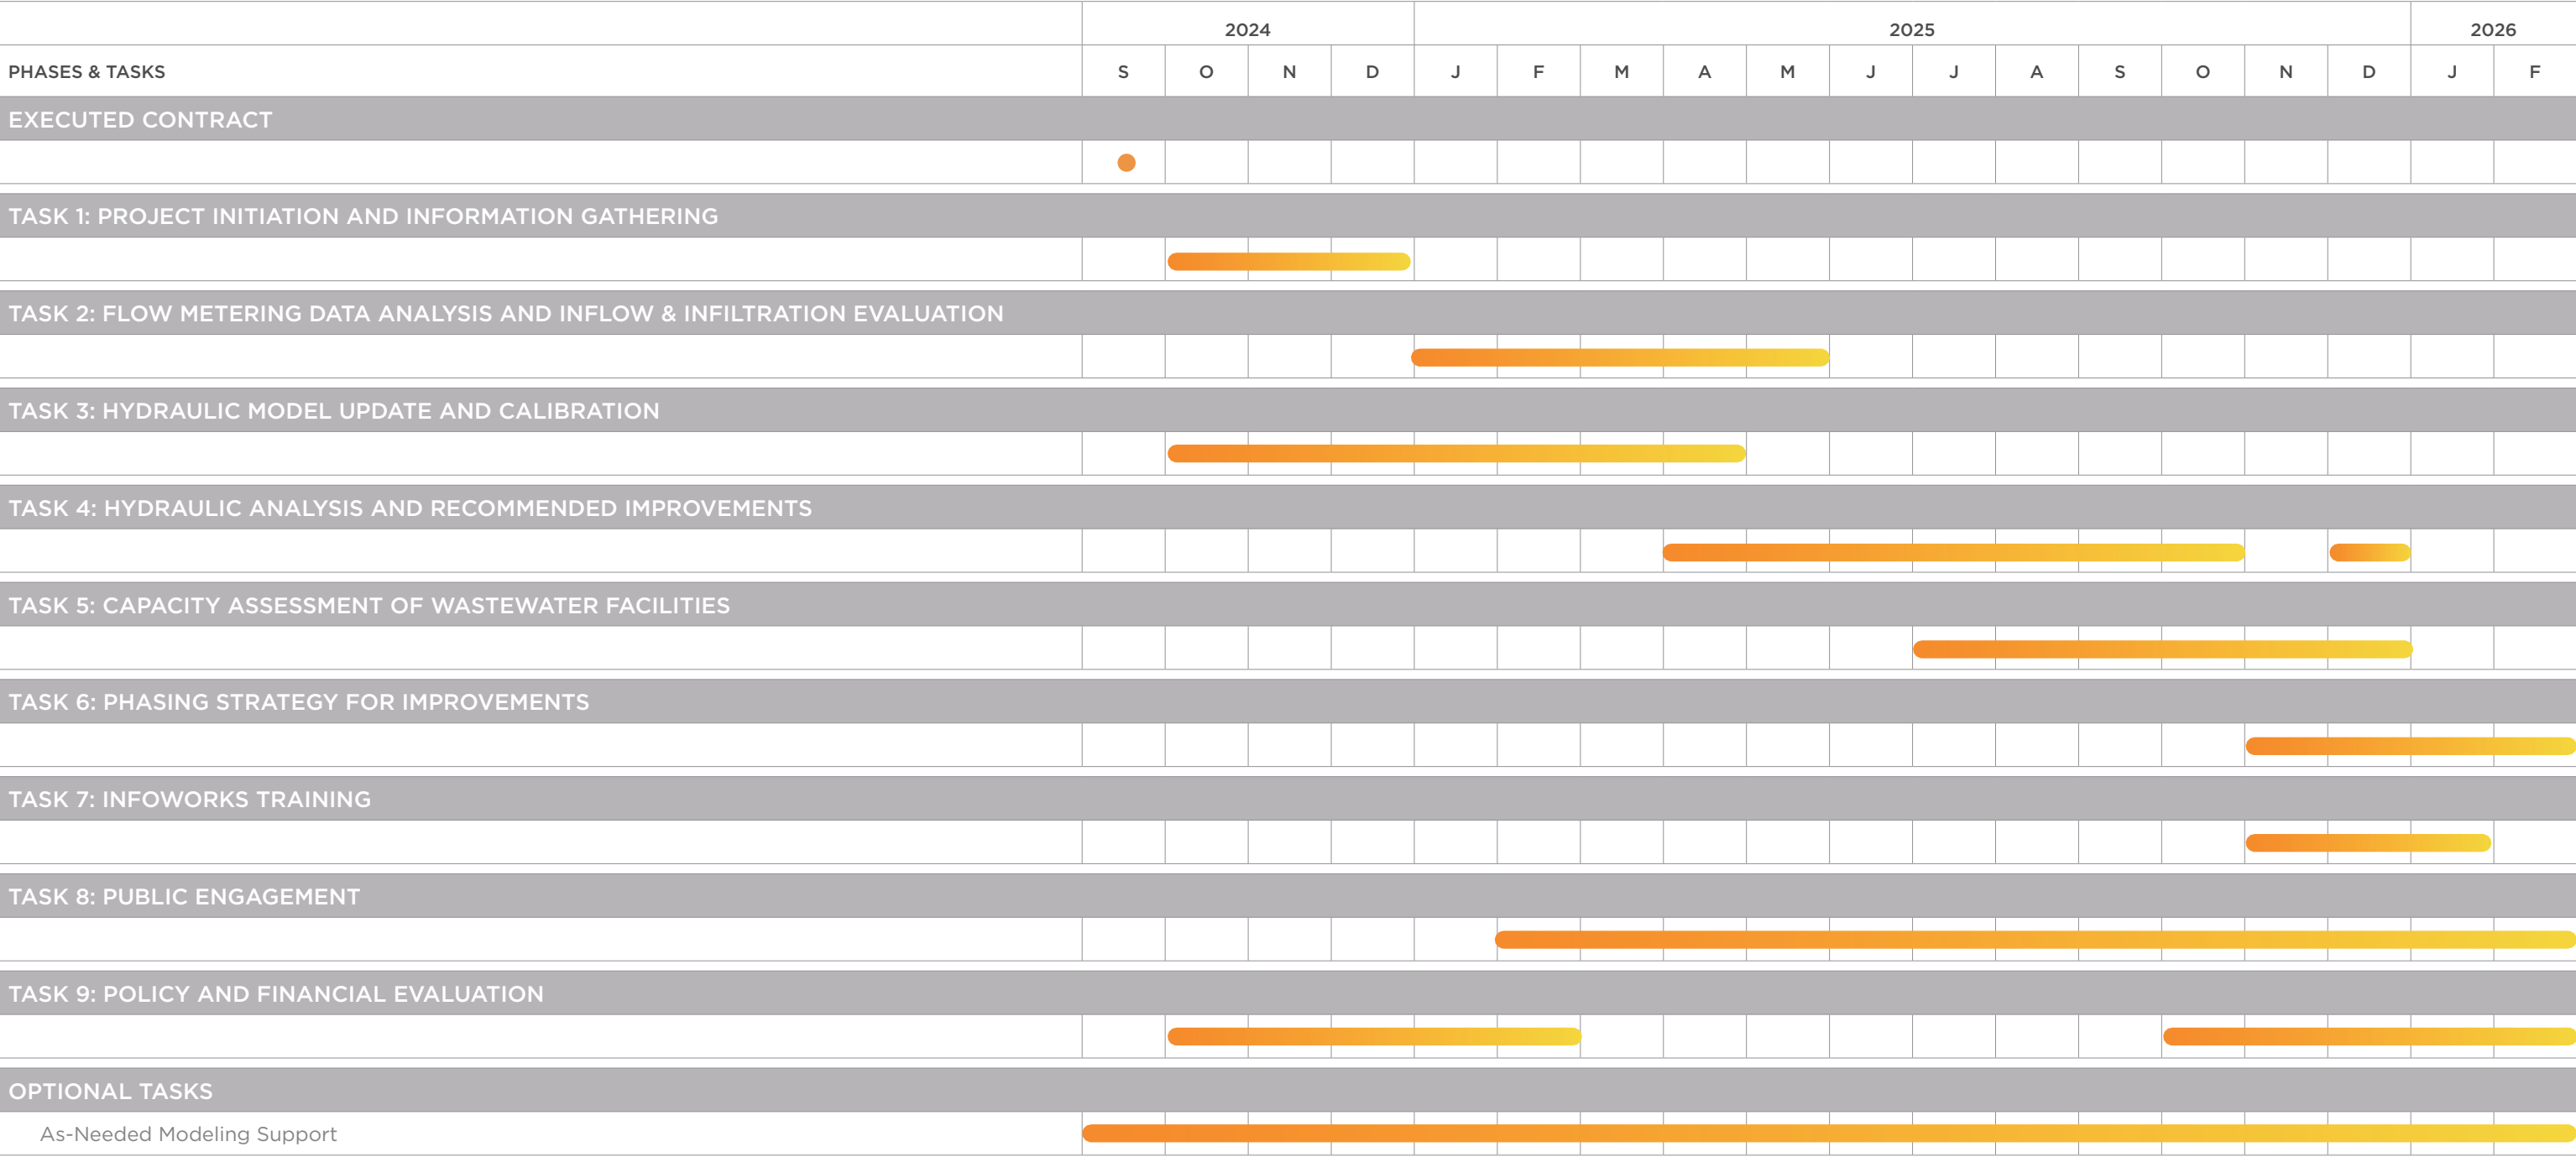 2024 2025 2026
PHASES & TASKS S O N D J F M A M J J A S O N D J F
EXECUTED CONTRACT
TASK 1: PROJECT INITIATION AND INFORMATION GATHERING
TASK 2: FLOW METERING DATA ANALYSIS AND INFLOW & INFILTRATION EVALUATION
TASK 3: HYDRAULIC MODEL UPDATE AND CALIBRATION
TASK 4: HYDRAULIC ANALYSIS AND RECOMMENDED IMPROVEMENTS
TASK 5: CAPACITY ASSESSMENT OF WASTEWATER FACILITIES
TASK 6: PHASING STRATEGY FOR IMPROVEMENTS
TASK 7: INFOWORKS TRAINING
TASK 8: PUBLIC ENGAGEMENT
TASK 9: POLICY AND FINANCIAL EVALUATION
OPTIONAL TASKS
As-Needed Modeling Support